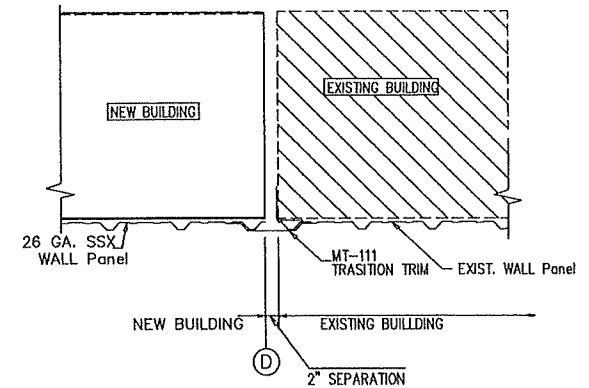 EXISTING BUILDING
NEW BUILDING
26 GA. SSX
WALL Panel
MT-111
TRASITION TRIM
EXIST. WALL Panel
NEW BUILDING
EXISTING BUILLDING
D
2" SEPARATION